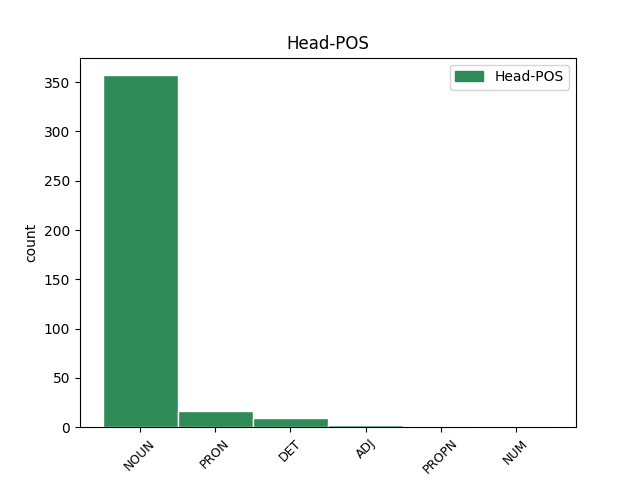 Head-POS
Head-POS
count
350
300
250
200
150
100
50
0
NOUN
PRON
DET
ADJ
PROPN
NUM